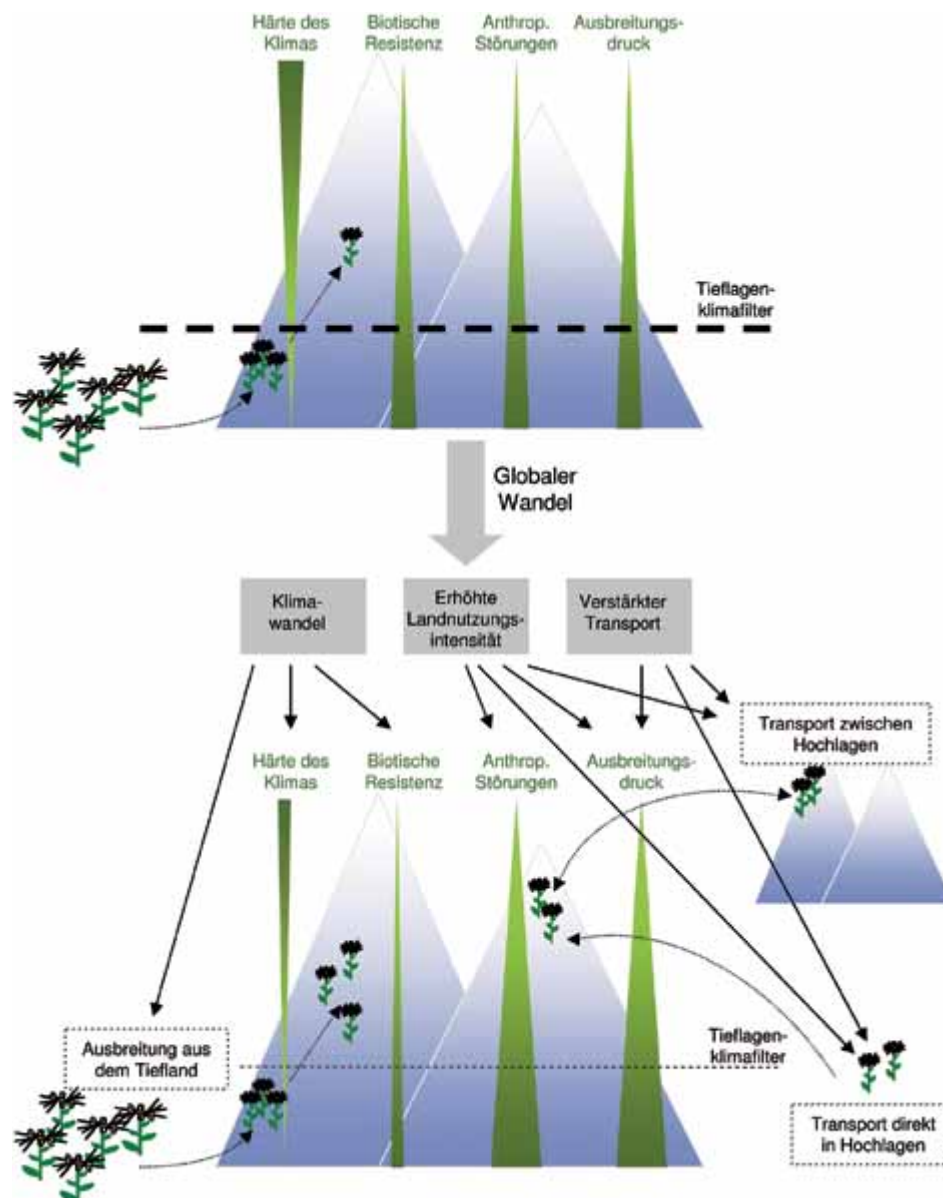 Härte des
Klimas
Biotische
Resistenz
Anthrop.
Störungen
Ausbreitungs-
druck
Tieflagen-
klimafilter
Globaler
Wandel
Klima-
wandel
Erhöhte
Landnutzungs-
intensität
Verstärkter
Transport
Transport zwischen
Hochlagen
Härte des
Klimas
Biotische
Resistenz
Anthrop.
Störungen
Ausbreitungs-
druck
Tieflagen-
klimafilter
Ausbreitung aus
dem Tiefland
Transport direkt
in Hochlagen